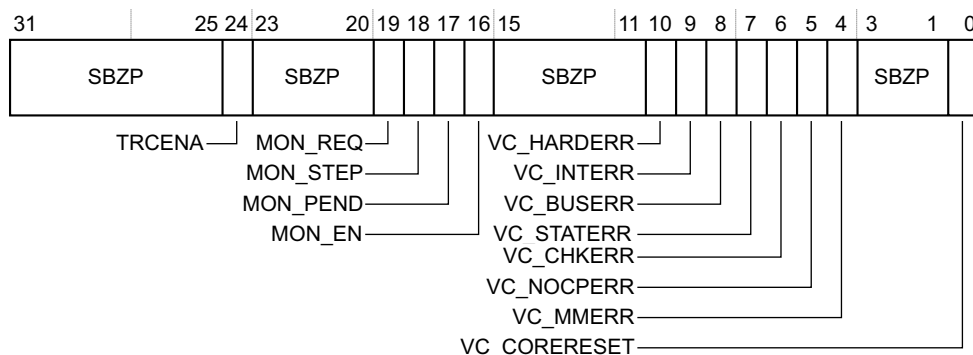 31 25 24 23 20 19 18 17 16 15 11 10 9 8 7 6 5 4 3 1 0
SBZP SBZP SBZP SBZP
TRCENA MON_REQ VC_HARDERR
MON_STEP VC_INTERR
MON_PEND VC_BUSERR
MON_EN VC_STATERR
VC_CHKERR
VC_NOCPERR
VC_MMERR
VC_CORERESET